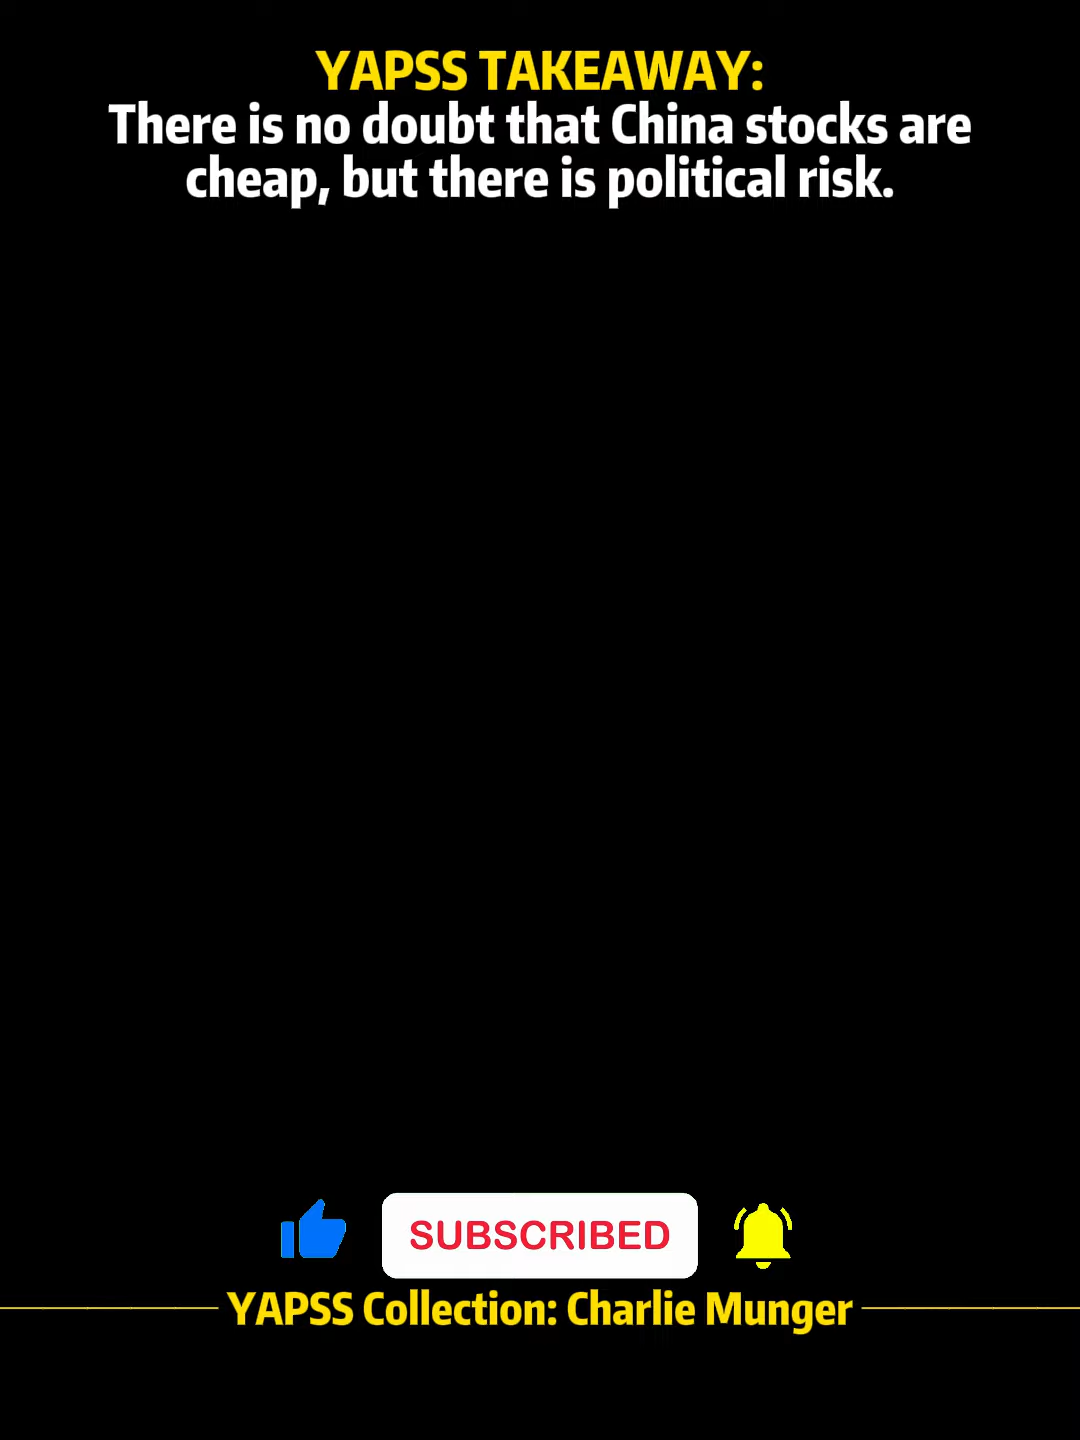 YAPSS TAKEAWAY:
There is no doubt that China stocks are
cheap, but there is political risk.
SUBSCRIBED
YAPSS Collection: Charlie Munger